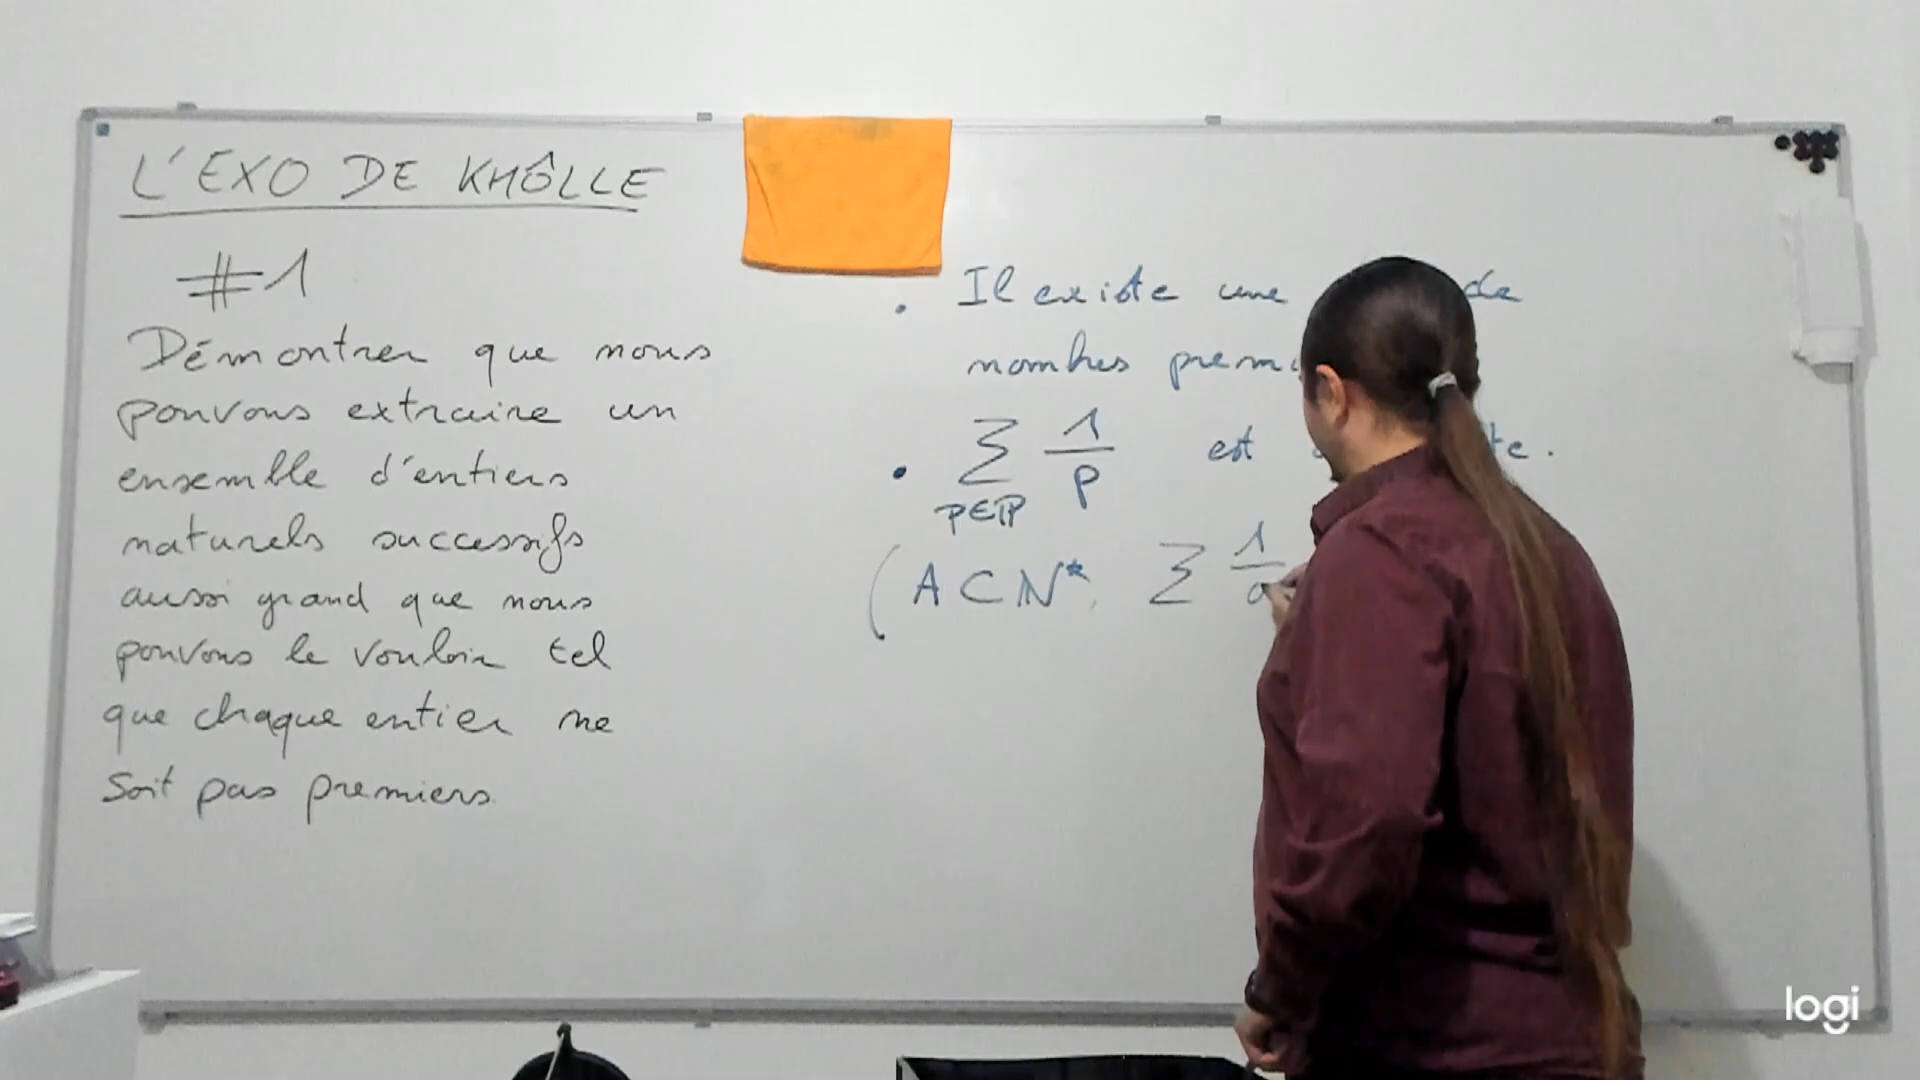 L'EXO DE KHÔLLE
#1
Démontrer que nous
pouvons extraire un
ensemble d'entiers
naturels successifs
aussi grand que nous
pouvons le vouloir tel
que chaque entier ne
soit pas premiers.
• Il existe une de
nombres
• ∑ 1/p est
p∈ℙ
( A ⊂ ℕ*, ∑ 1/a
logi